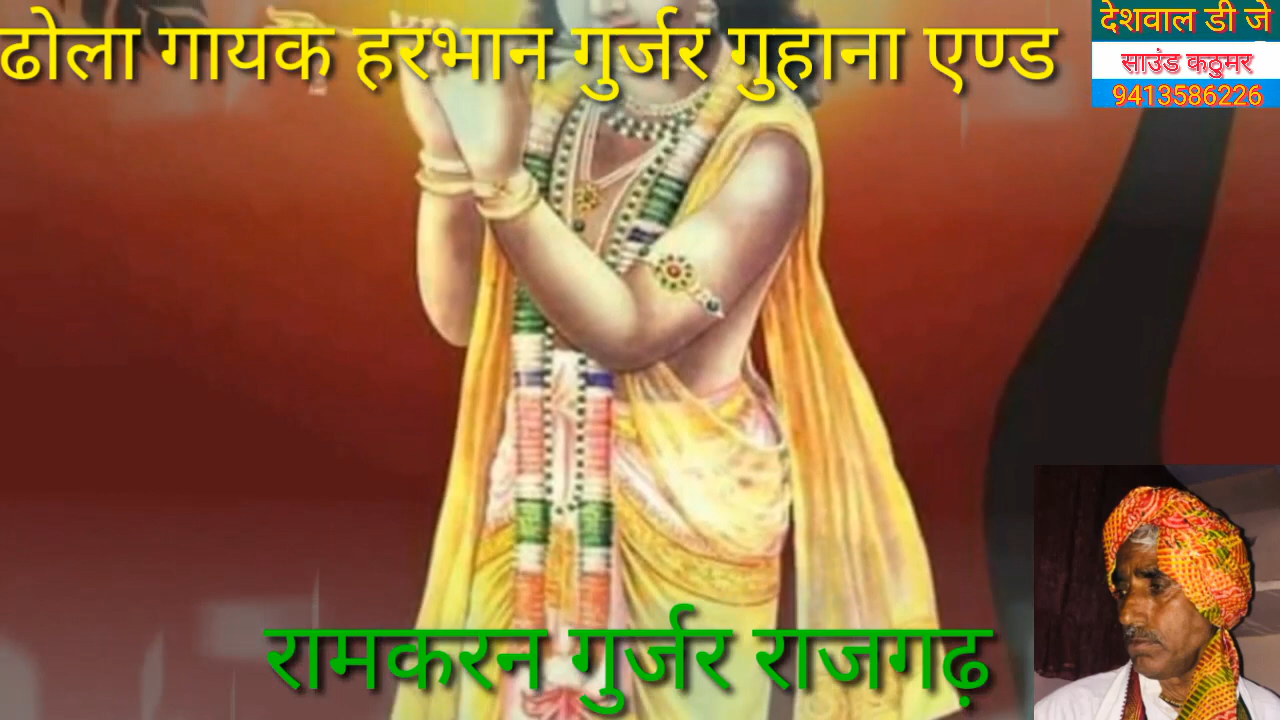 ढोला गायक हरभान गुर्जर गुहाना एण्ड
देशवाल डी जे
साउंड कठुमर
9413586226
रामकरन गुर्जर राजगढ़